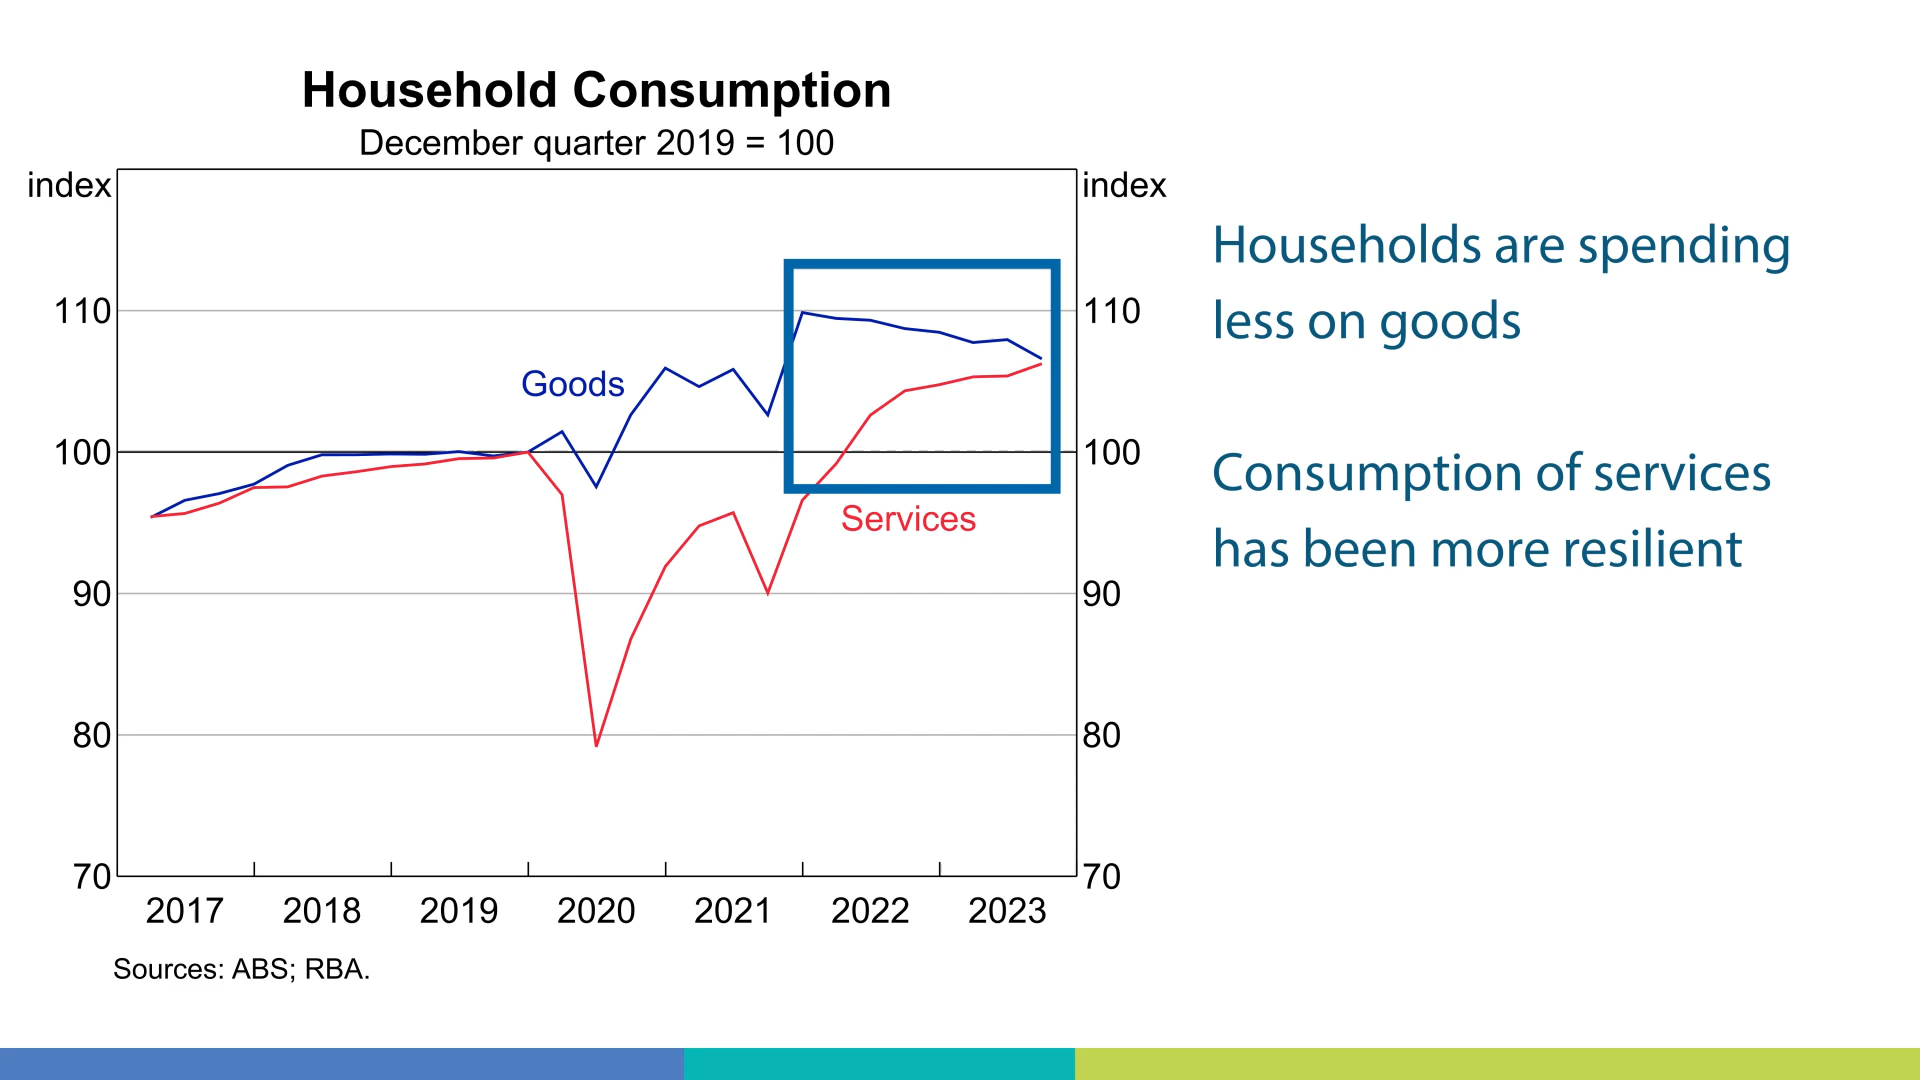 Household Consumption
December quarter 2019 = 100
index
index
110
110
100
100
90
90
80
80
70
70
Goods
Services
2017
2018
2019
2020
2021
2022
2023
Sources: ABS; RBA.
Households are spending
less on goods
Consumption of services
has been more resilient